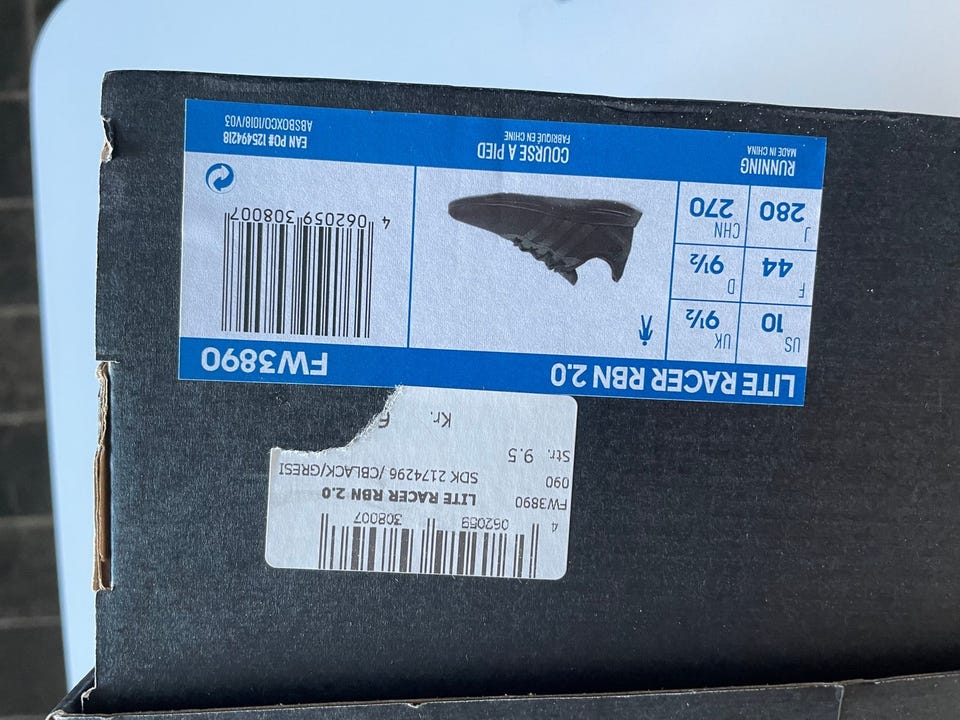 LITE RACER RBN 2.0
FW3890
US
10
UK
9½
F
44
D
9½
J
280
CHN
270
4 062059 308007
RUNNING
MADE IN CHINA
COURSE A PIED
FABRIQUÉ EN CHINE
EAN PO# 125494218
ABSBOXCO/1018/V03
4 062059 308007
LITE RACER RBN 2.0
FW3890
090
SDK 2174296 /CBLACK/GRESI
Str. 9.5
Kr.